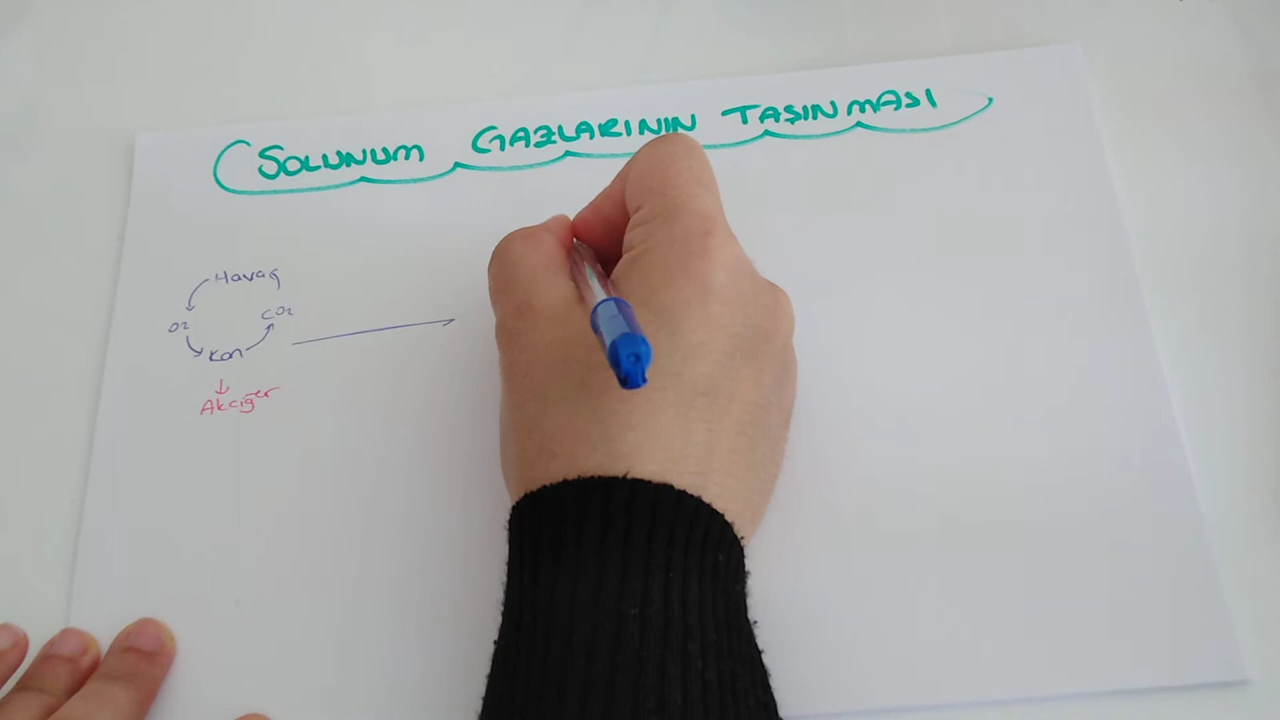 SOLUNUM GAZLARININ TAŞINMASI
Hava
O2
CO2
Kan
Akciğer